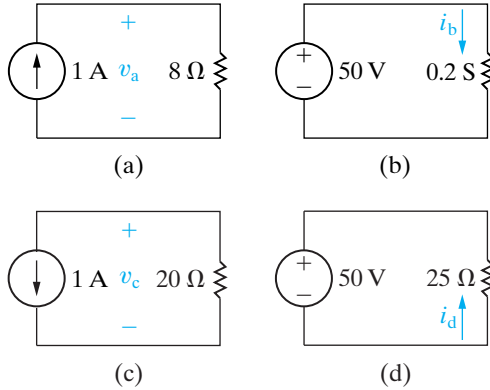 +
1 A v_a 8 Ω
−
(a)
i_b
+ 50 V 0.2 S
−
(b)
+
1 A v_c 20 Ω
−
(c)
+ 50 V 25 Ω
−
i_d
(d)